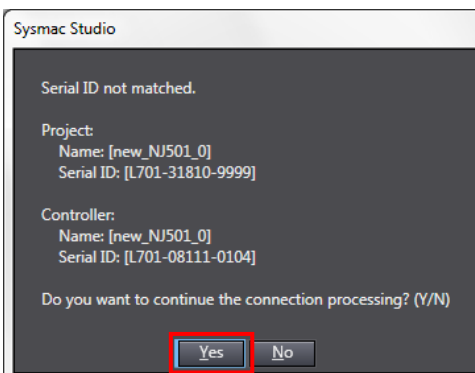 Sysmac Studio
Serial ID not matched.
Project:
Name: [new_NJ501_0]
Serial ID: [L701-31810-9999]
Controller:
Name: [new_NJ501_0]
Serial ID: [L701-08111-0104]
Do you want to continue the connection processing? (Y/N)
Yes No